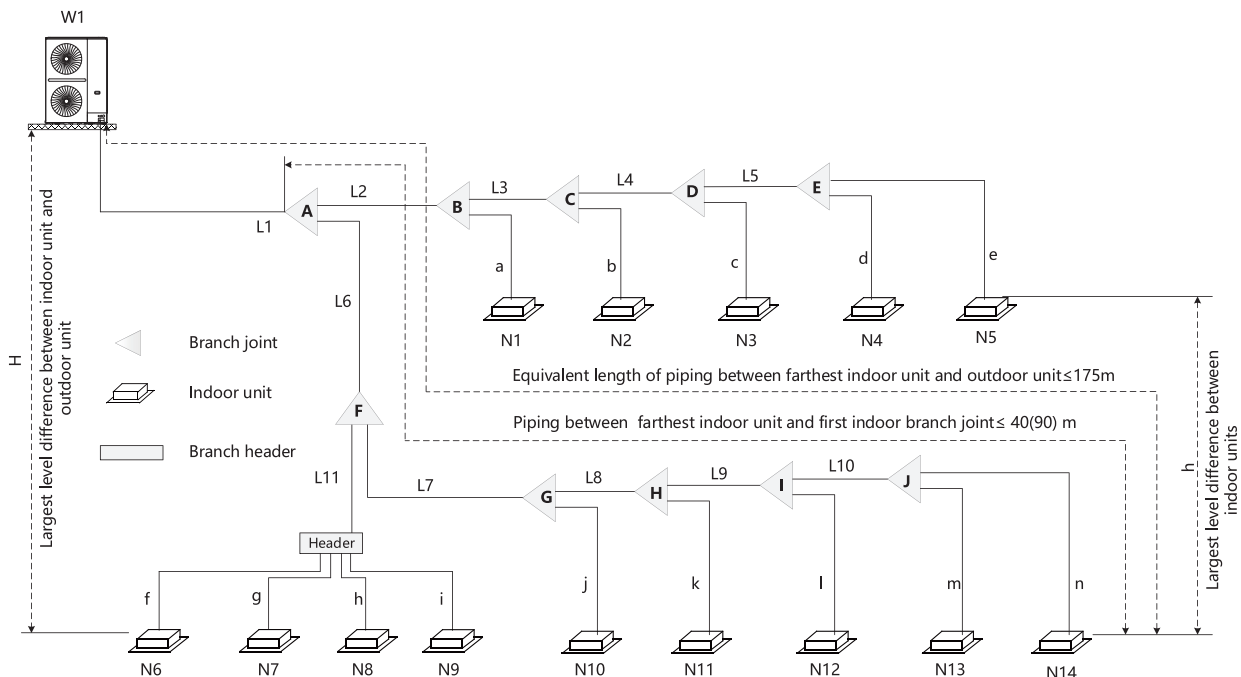 W1
L1
A
L2
B
L3
C
L4
D
L5
E
a
b
c
d
e
N1
N2
N3
N4
N5
L6
H
Largest level difference between indoor unit and
outdoor unit
Branch joint
Indoor unit
Branch header
Equivalent length of piping between farthest indoor unit and outdoor unit≤175m
Piping between farthest indoor unit and first indoor branch joint≤ 40(90) m
h
Largest level difference between
indoor units
F
L11
L7
G
L8
H
L9
I
L10
J
Header
f
g
h
i
j
k
l
m
n
N6
N7
N8
N9
N10
N11
N12
N13
N14